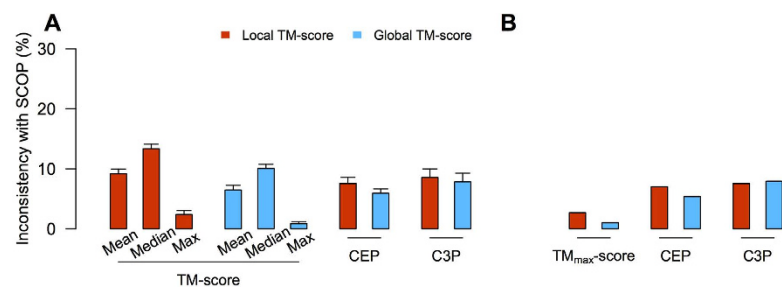 A
B
Local TM-score
Global TM-score
Inconsistency with SCOP (%)
30
20
10
0
Mean
Median
Max
Mean
Median
Max
TM-score
CEP
C3P
TMmax-score
CEP
C3P